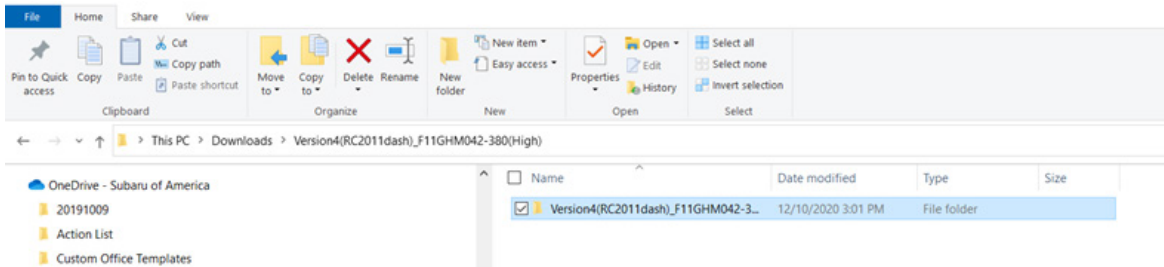 File Home Share View
Pin to Quick access
Copy
Paste
Cut
Copy path
Paste shortcut
Clipboard
Move to
Copy to
Delete
Rename
Organize
New folder
New item
Easy access
New
Properties
Open
Edit
History
Open
Select all
Select none
Invert selection
Select
This PC > Downloads > Version4(RC2011dash)_F11GHM042-380(High)
OneDrive - Subaru of America
20191009
Action List
Custom Office Templates
Name Date modified Type Size
Version4(RC2011dash)_F11GHM042-3... 12/10/2020 3:01 PM File folder